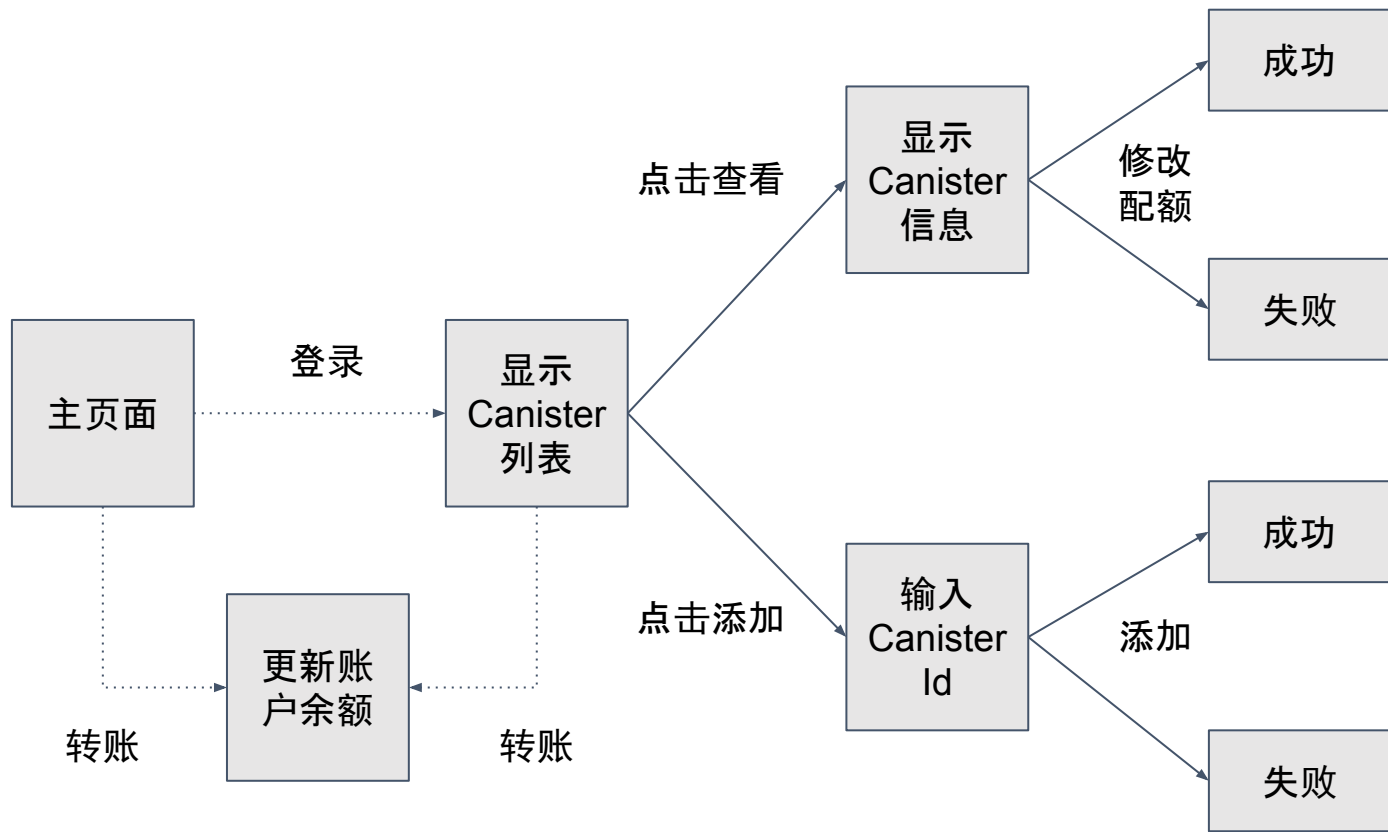 主页面
登录
显示
Canister
列表
更新账
户余额
转账
转账
点击查看
显示
Canister
信息
修改
配额
成功
失败
点击添加
输入
Canister
Id
添加
成功
失败